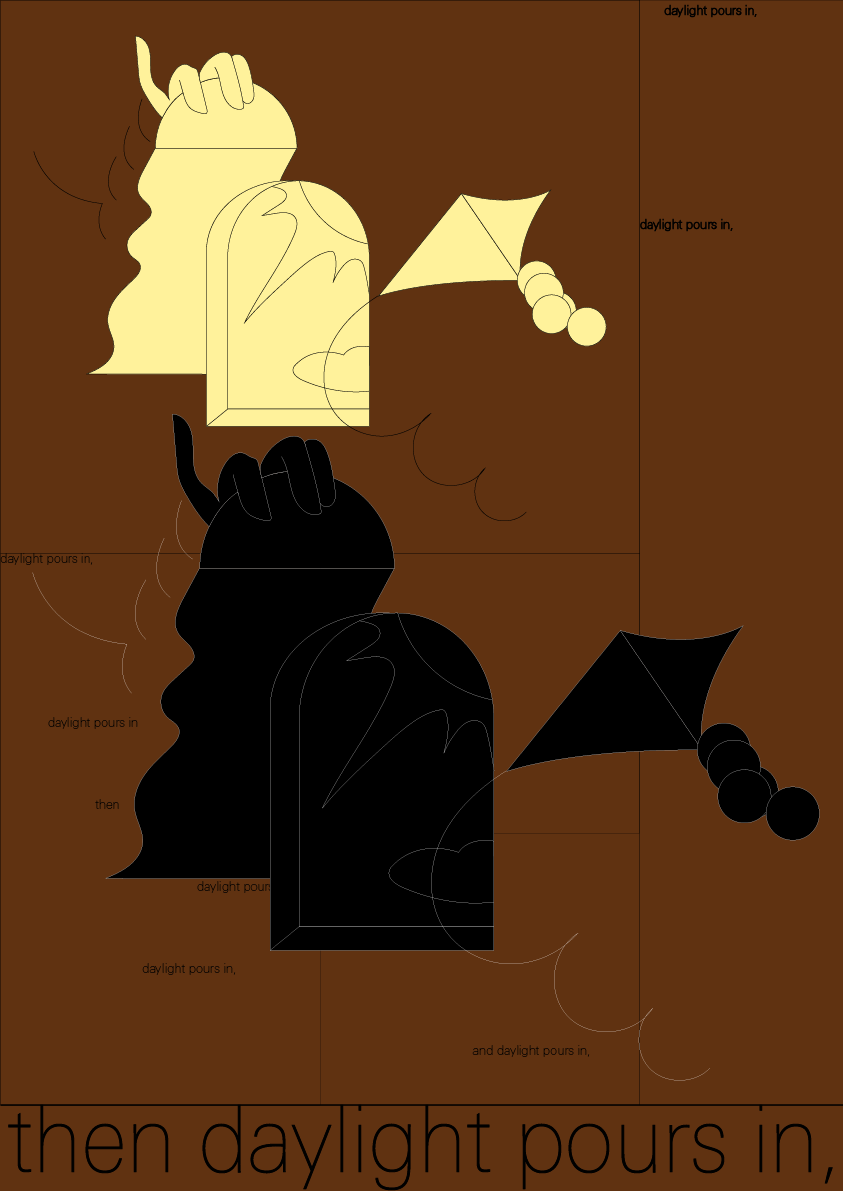 daylight pours in,
daylight pours in,
daylight pours in,
daylight pours in
then
daylight pours
daylight pours in,
and daylight pours in,
then daylight pours in,